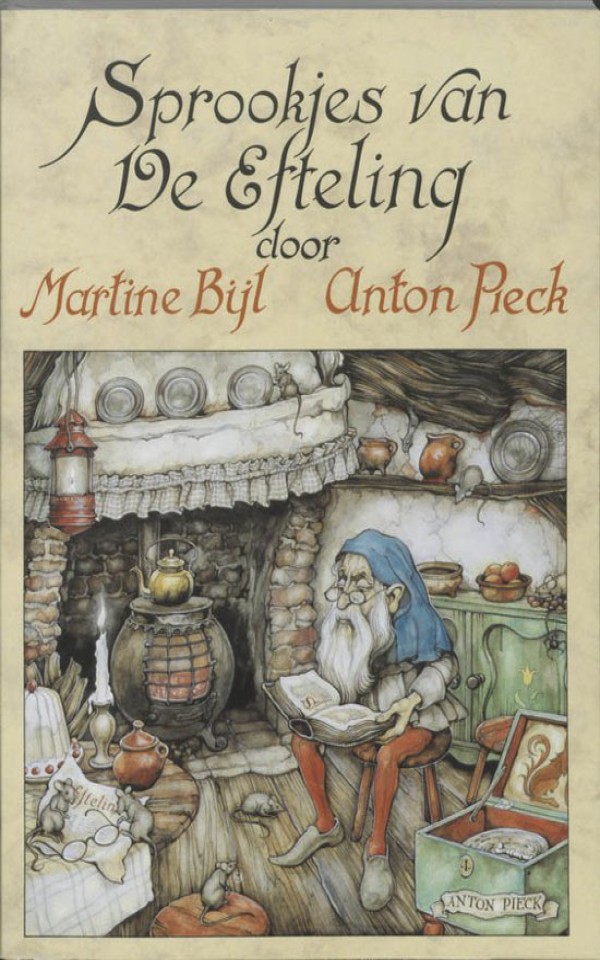 Sprookjes van
De Efteling
door
Martine Bijl Anton Pieck
Efteling
ANTON PIECK